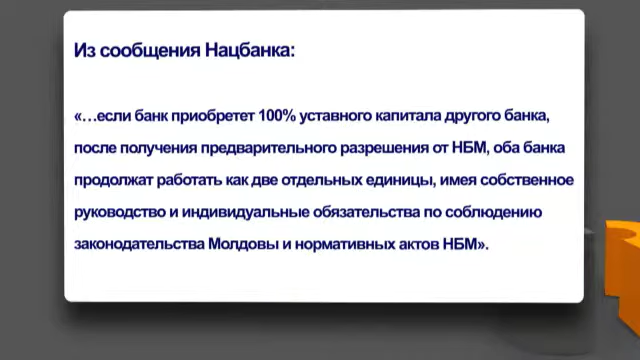 Из сообщения Нацбанка:
«…если банк приобретет 100% уставного капитала другого банка,
после получения предварительного разрешения от НБМ, оба банка
продолжат работать как две отдельных единицы, имея собственное
руководство и индивидуальные обязательства по соблюдению
законодательства Молдовы и нормативных актов НБМ».